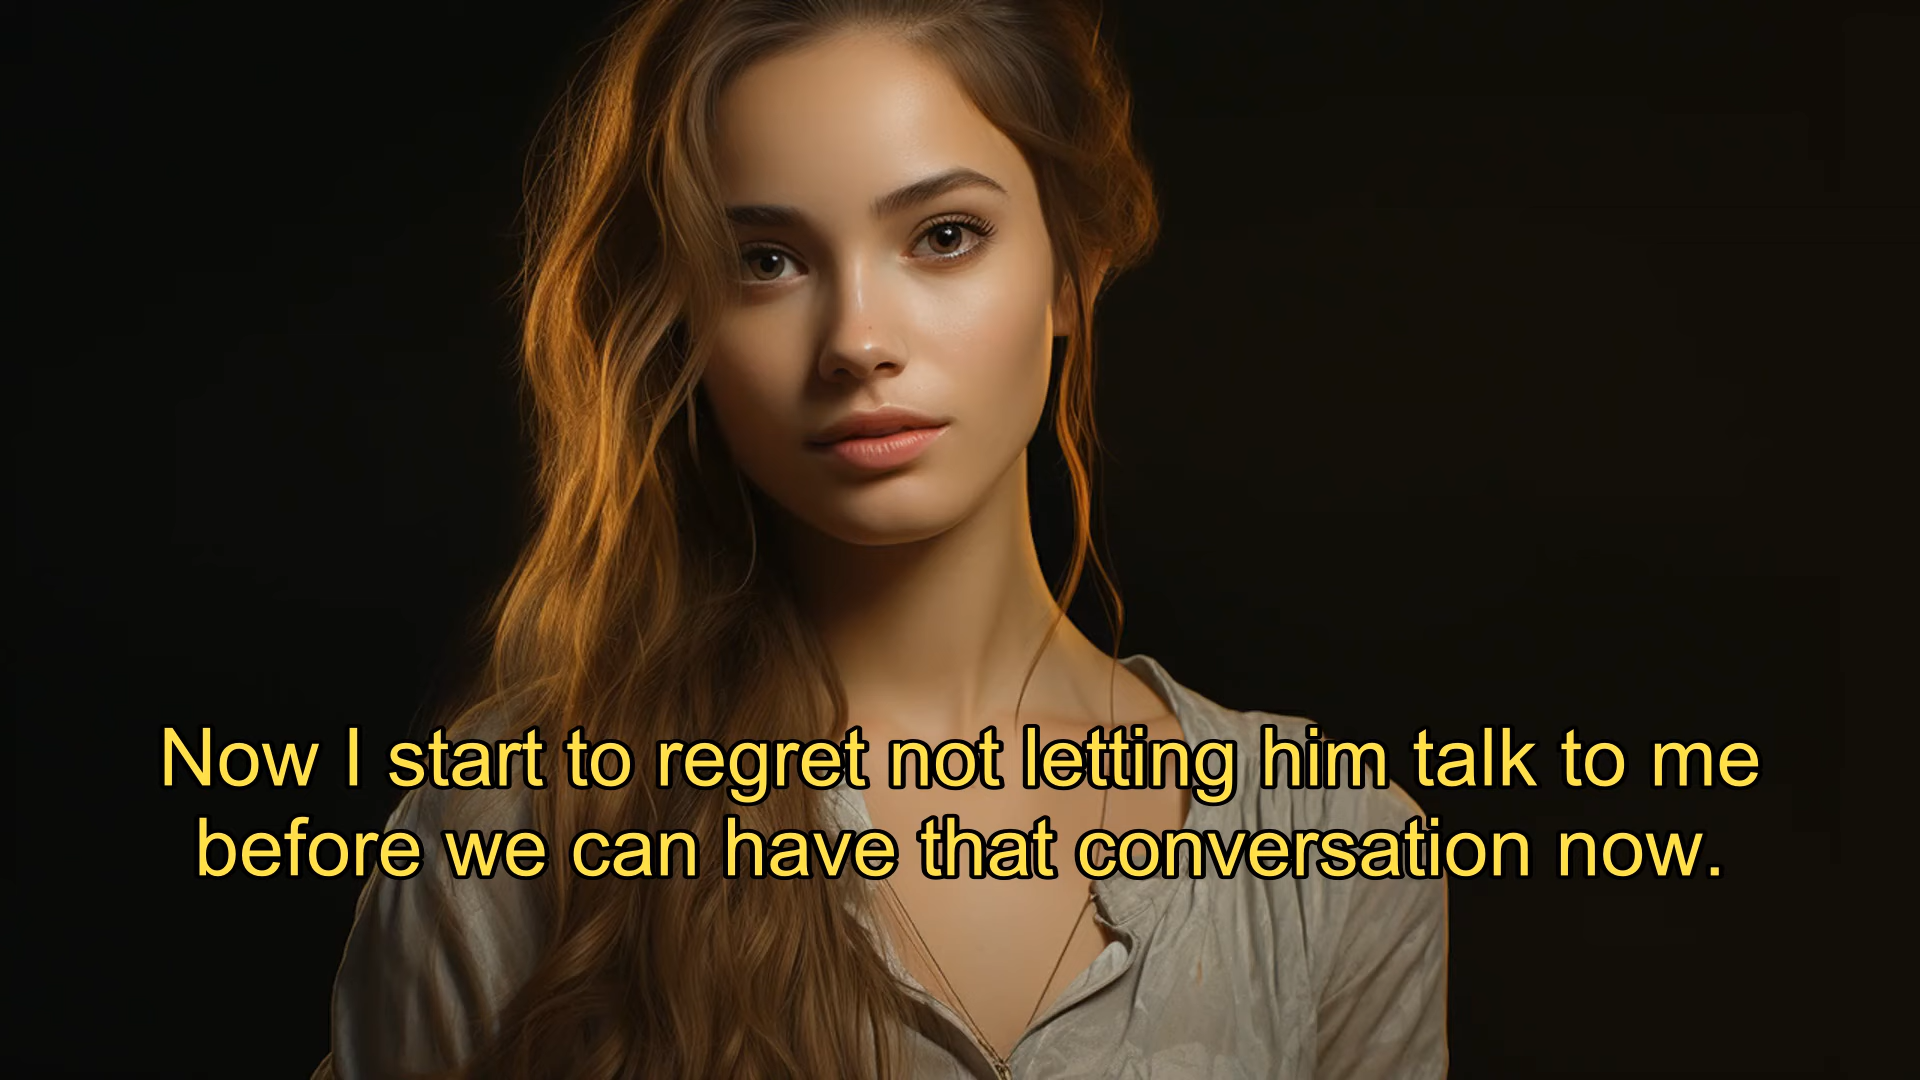 Now I start to regret not letting him talk to me
before we can have that conversation now.